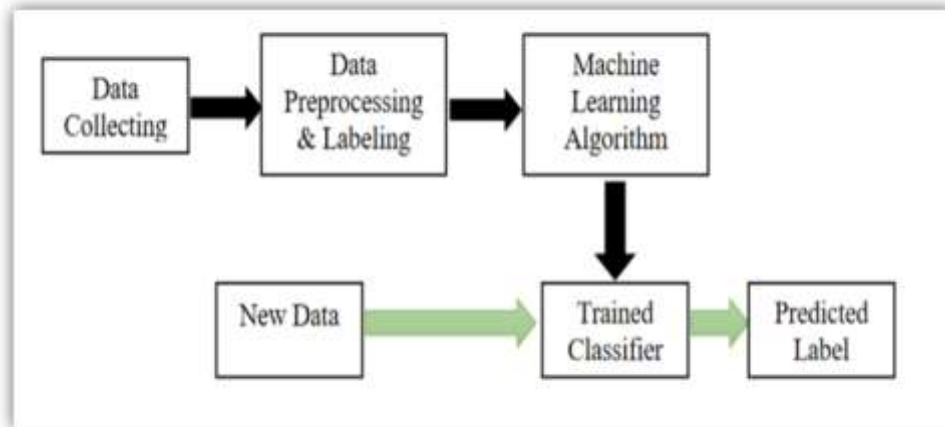 Data
Collecting
Data
Preprocessing
& Labeling
Machine
Learning
Algorithm
New Data
Trained
Classifier
Predicted
Label